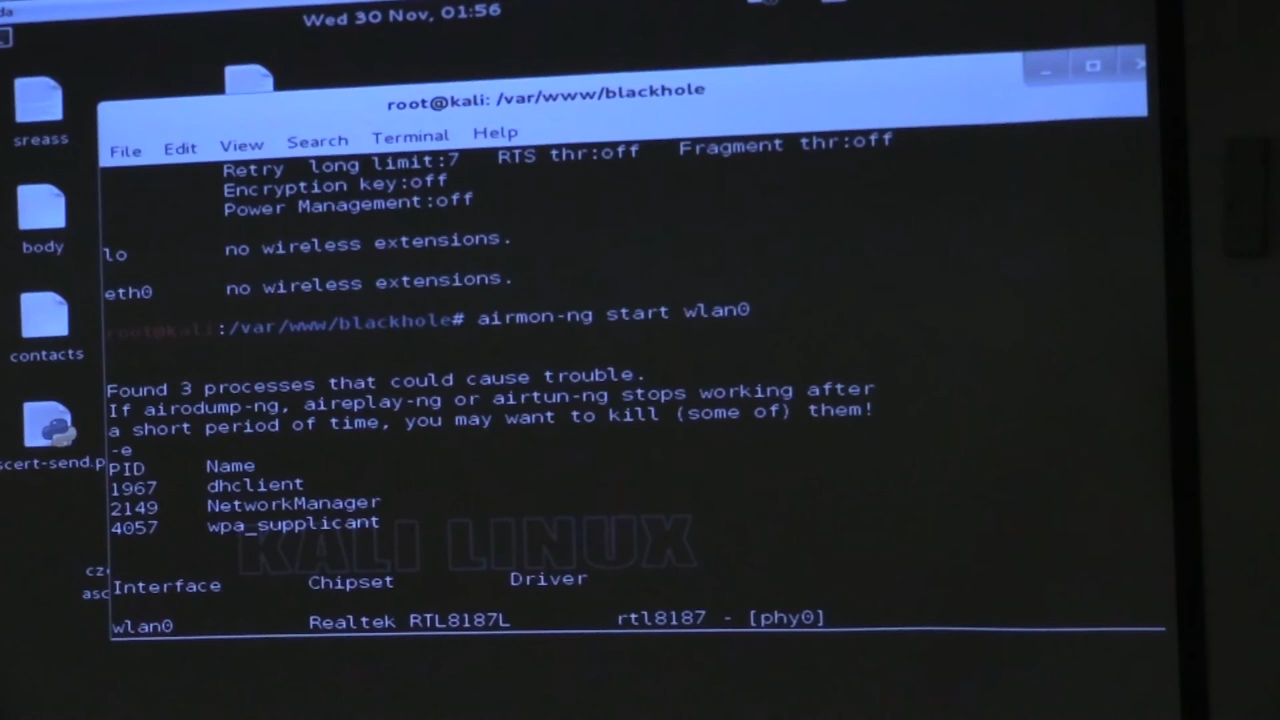 da
Wed 30 Nov, 01:56
sreass
body
contacts
scert-send.p
root@kali: /var/www/blackhole
File Edit View Search Terminal Help
Retry long limit:7 RTS thr:off Fragment thr:off
Encryption key:off
Power Management:off
lo no wireless extensions.
eth0 no wireless extensions.
root@kali:/var/www/blackhole# airmon-ng start wlan0
Found 3 processes that could cause trouble.
If airodump-ng, aireplay-ng or airtun-ng stops working after
a short period of time, you may want to kill (some of) them!
-e
PID Name
1967 dhclient
2149 NetworkManager
4057 wpa_supplicant
KALI LINUX
Interface Chipset Driver
wlan0 Realtek RTL8187L rtl8187 - [phy0]